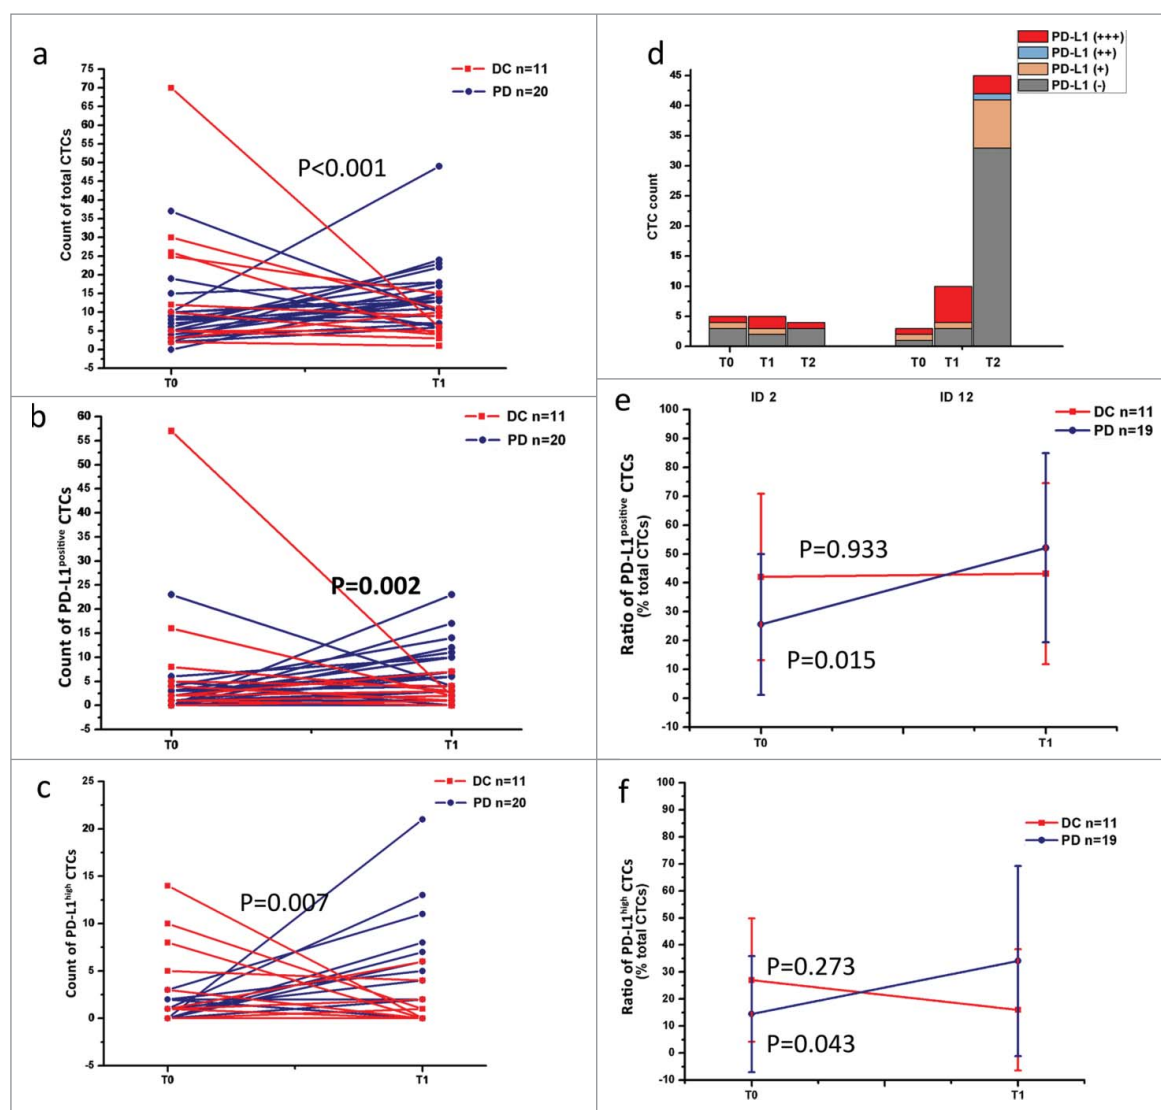 a
Count of total CTCs
75
70
65
60
55
50
45
40
35
30
25
20
15
10
5
0
-5
DC n=11
PD n=20
P<0.001
T0 T1
b
Count of PD-L1positive CTCs
60
55
50
45
40
35
30
25
20
15
10
5
0
-5
DC n=11
PD n=20
P=0.002
T0 T1
c
Count of PD-L1high CTCs
25
20
15
10
5
0
-5
DC n=11
PD n=20
P=0.007
T0 T1
d
CTC count
45
40
35
30
25
20
15
10
5
0
PD-L1 (+++)
PD-L1 (++)
PD-L1 (+)
PD-L1 (-)
T0 T1 T2 T0 T1 T2
ID 2 ID 12
e
Ratio of PD-L1positive CTCs
(% total CTCs)
100
90
80
70
60
50
40
30
20
10
0
-10
DC n=11
PD n=19
P=0.933
P=0.015
T0 T1
f
Ratio of PD-L1high CTCs
(% total CTCs)
100
90
80
70
60
50
40
30
20
10
0
-10
DC n=11
PD n=19
P=0.273
P=0.043
T0 T1